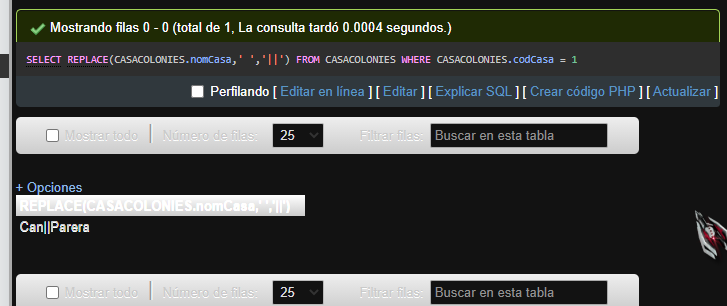 Mostrando filas 0 - 0 (total de 1, La consulta tardó 0.0004 segundos.)
SELECT REPLACE(CASACOLONIES.nomCasa,' ','||') FROM CASACOLONIES WHERE CASACOLONIES.codCasa = 1
Perfilando [ Editar en línea ] [ Editar ] [ Explicar SQL ] [ Crear código PHP ] [ Actualizar ]
Mostrar todo | Número de filas: 25 Filtrar filas: Buscar en esta tabla
+ Opciones
REPLACE(CASACOLONIES.nomCasa,' ','||')
Can||Parera
Mostrar todo | Número de filas: 25 Filtrar filas: Buscar en esta tabla